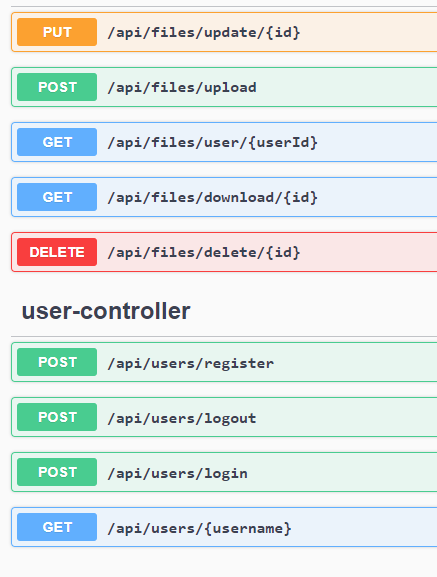 PUT /api/files/update/{id}
POST /api/files/upload
GET /api/files/user/{userId}
GET /api/files/download/{id}
DELETE /api/files/delete/{id}
user-controller
POST /api/users/register
POST /api/users/logout
POST /api/users/login
GET /api/users/{username}